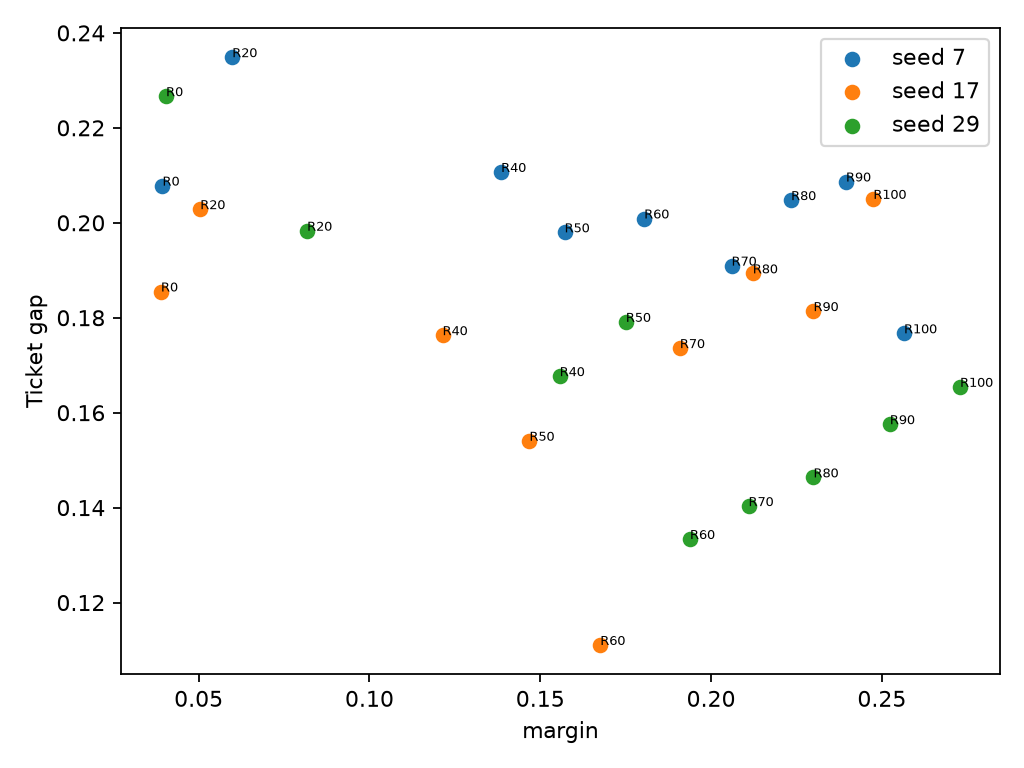 0.24
0.22
0.20
0.18
0.16
0.14
0.12
Ticket gap
0.05
0.10
0.15
0.20
0.25
margin
seed 7
seed 17
seed 29
R20
R0
R0
R20
R20
R0
R40
R50
R60
R80
R90
R100
R70
R80
R90
R100
R40
R50
R70
R40
R50
R100
R90
R80
R70
R60
R60